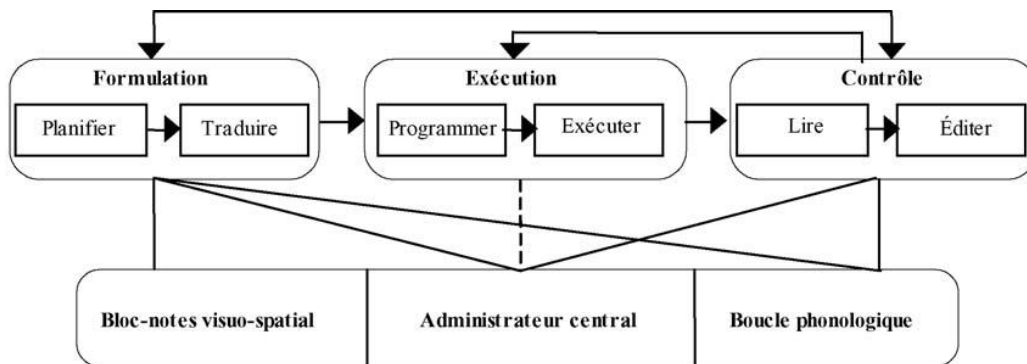 Formulation
Planifier
Traduire
Exécution
Programmer
Exécuter
Contrôle
Lire
Éditer
Bloc-notes visuo-spatial
Administrateur central
Boucle phonologique